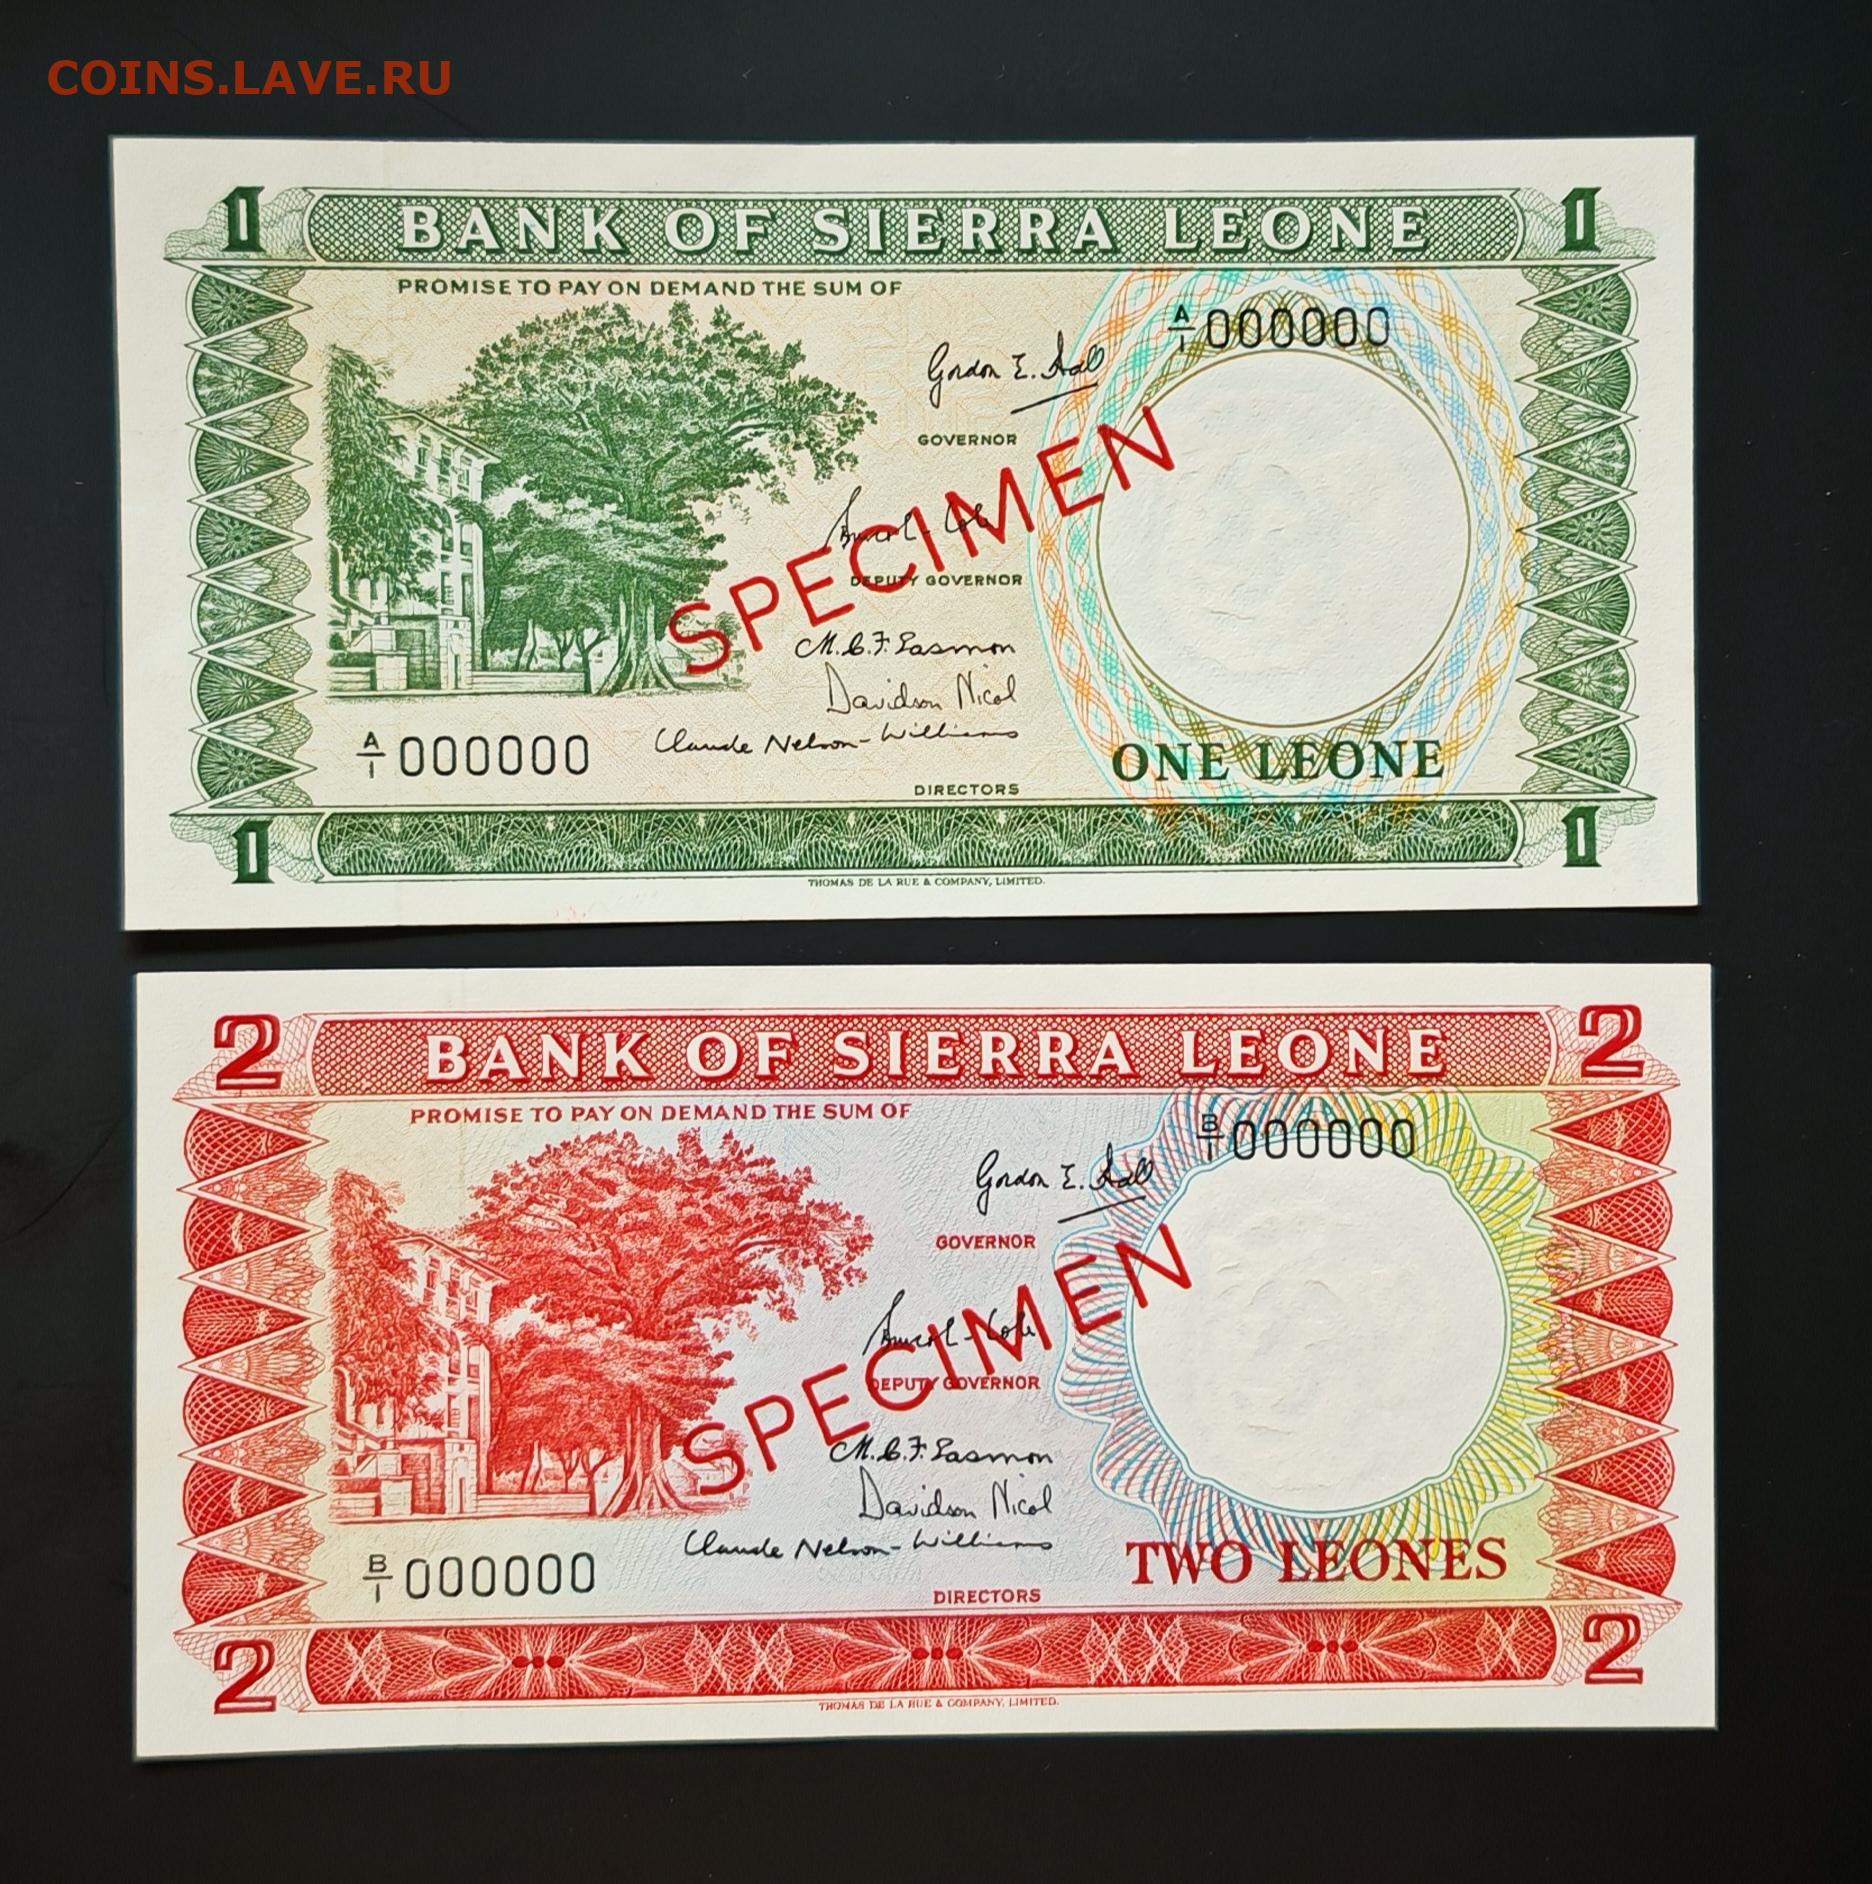 COINS.LAVE.RU
1 BANK OF SIERRA LEONE 1
PROMISE TO PAY ON DEMAND THE SUM OF
A/1 000000
Gordon E. Hall
GOVERNOR
SPECIMEN
DEPUTY GOVERNOR
M.C.F. Easmon
Davidson Nicol
A/1 000000
Claude Nelson-Williams
ONE LEONE
DIRECTORS
1 1
THOMAS DE LA RUE & COMPANY, LIMITED.
2 BANK OF SIERRA LEONE 2
PROMISE TO PAY ON DEMAND THE SUM OF
B/1 000000
Gordon E. Hall
GOVERNOR
SPECIMEN
DEPUTY GOVERNOR
M.C.F. Easmon
Davidson Nicol
Claude Nelson-Williams
B/1 000000
TWO LEONES
DIRECTORS
2 2
THOMAS DE LA RUE & COMPANY, LIMITED.